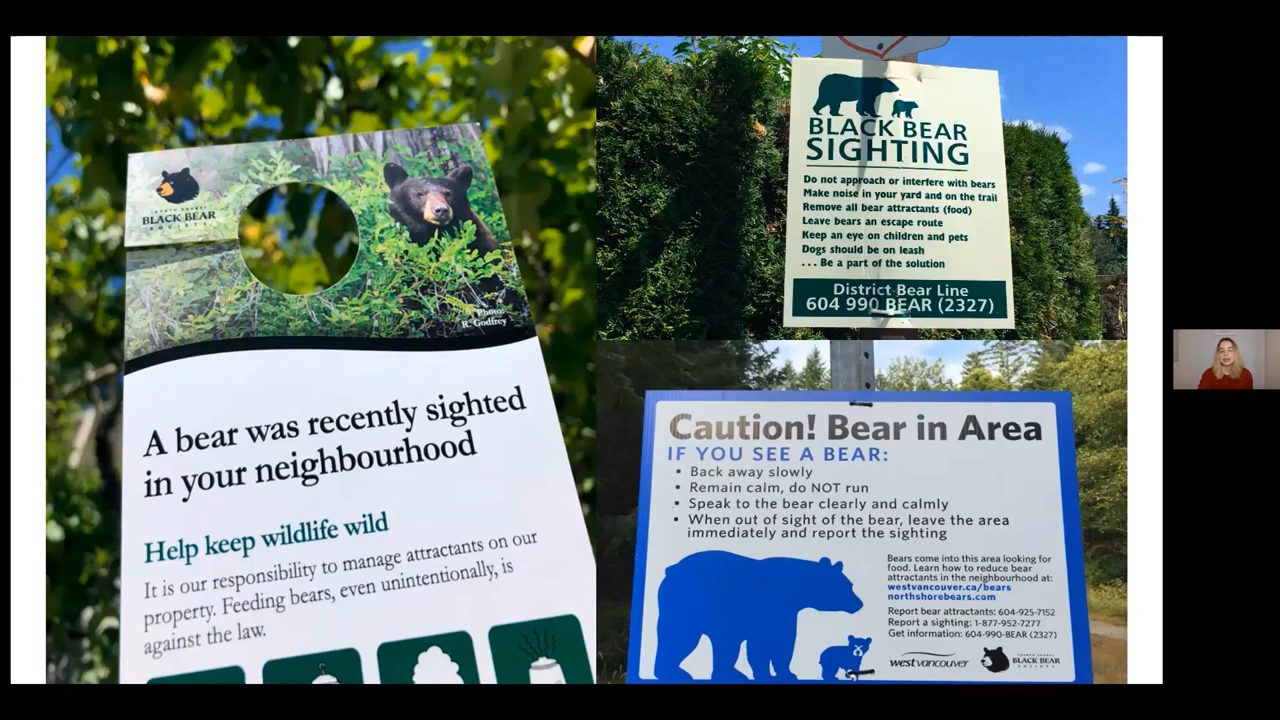 NORTH SHORE
BLACK BEAR
SOCIETY
Photo:
R. Godfrey
A bear was recently sighted
in your neighbourhood
Help keep wildlife wild
It is our responsibility to manage attractants on our
property. Feeding bears, even unintentionally, is
against the law.
BLACK BEAR
SIGHTING
Do not approach or interfere with bears
Make noise in your yard and on the trail
Remove all bear attractants (food)
Leave bears an escape route
Keep an eye on children and pets
Dogs should be on leash
... Be a part of the solution
District Bear Line
604 990 BEAR (2327)
Caution! Bear in Area
IF YOU SEE A BEAR:
• Back away slowly
• Remain calm, do NOT run
• Speak to the bear clearly and calmly
• When out of sight of the bear, leave the area
immediately and report the sighting
Bears come into this area looking for
food. Learn how to reduce bear
attractants in the neighbourhood at:
westvancouver.ca/bears
northshorebears.com
Report bear attractants: 604-925-7152
Report a sighting: 1-877-952-7277
Get information: 604-990-BEAR (2327)
westvancouver
NORTH SHORE
BLACK BEAR
SOCIETY